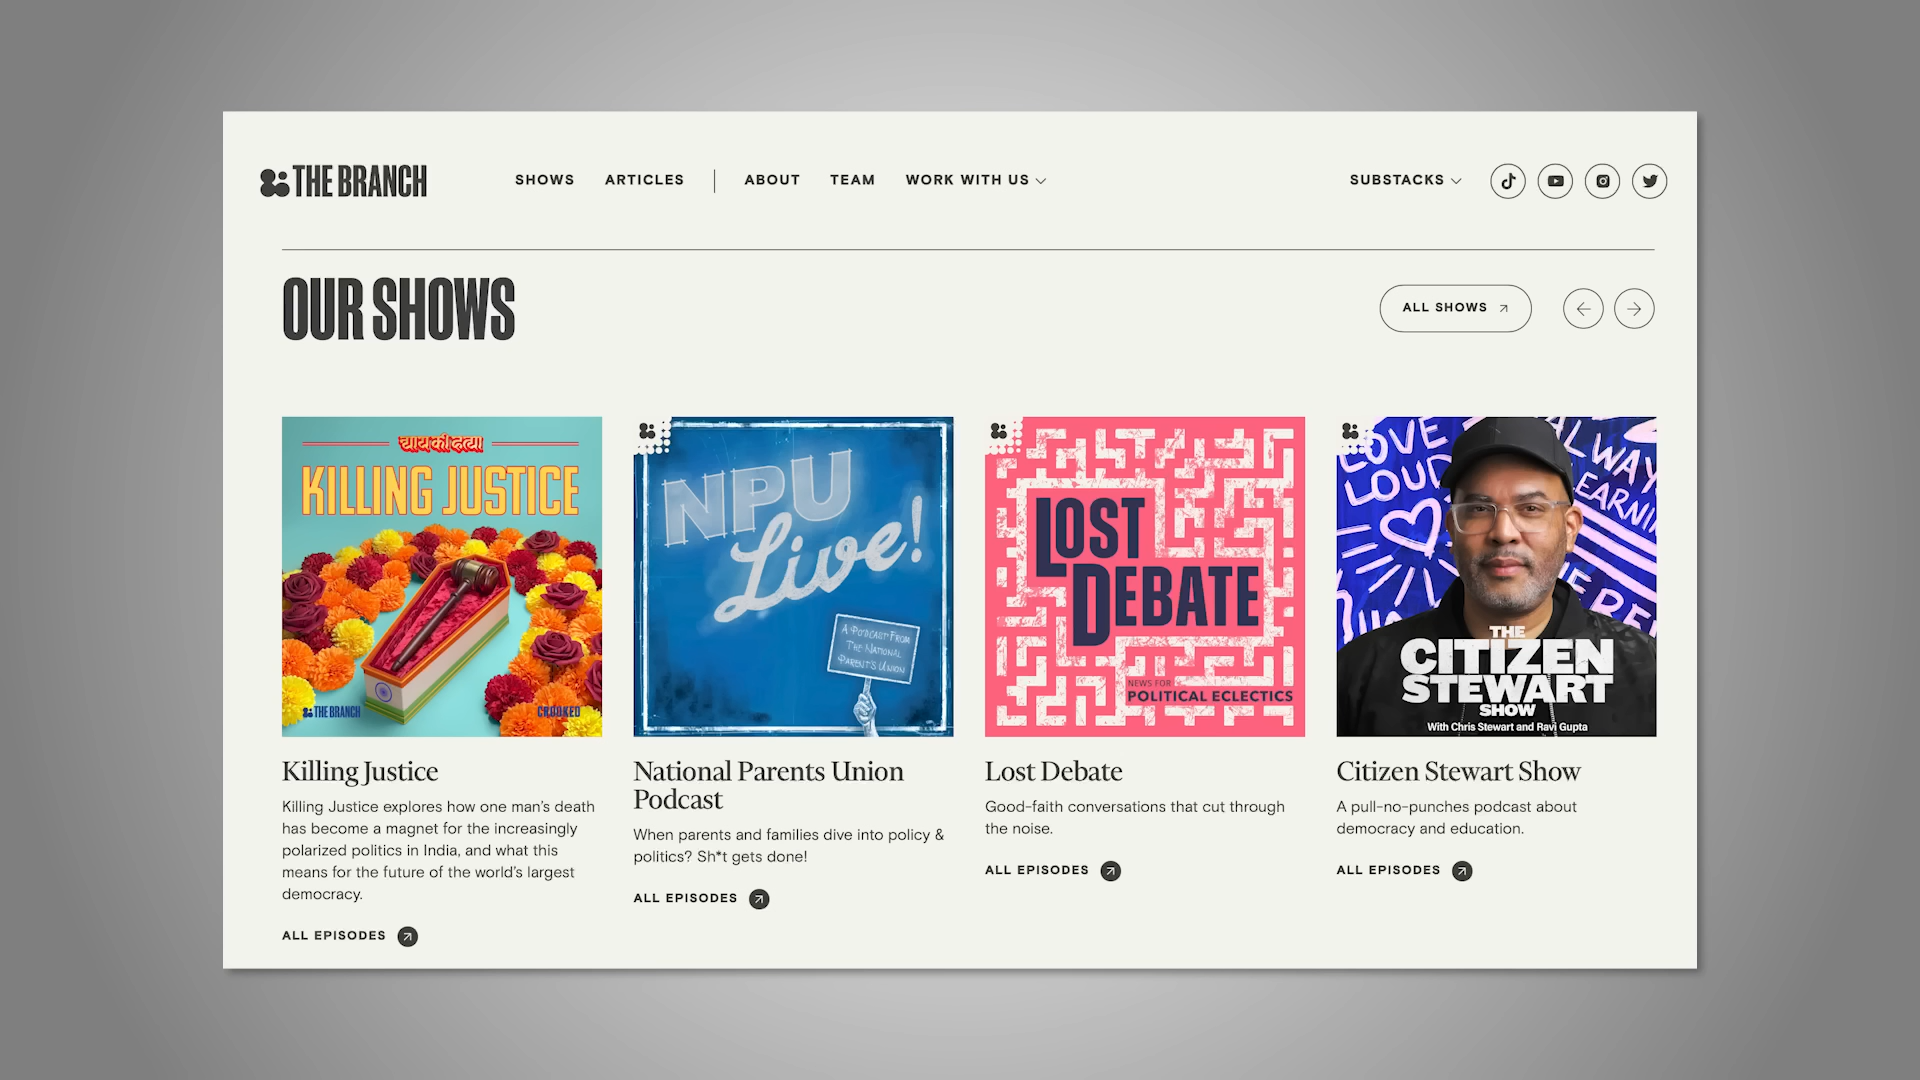 THE BRANCH
SHOWS
ARTICLES
ABOUT
TEAM
WORK WITH US
SUBSTACKS
OUR SHOWS
ALL SHOWS
न्याय की हत्या
KILLING JUSTICE
THE BRANCH
CROOKED
NPU
Live!
A PODCAST FROM
THE NATIONAL
PARENT'S UNION
LOST
DEBATE
NEWS FOR
POLITICAL ECLECTICS
LOVE
LOUD
ALWAY
LEARNIN
THE
CITIZEN
STEWART
SHOW
With Chris Stewart and Ravi Gupta
Killing Justice
Killing Justice explores how one man's death
has become a magnet for the increasingly
polarized politics in India, and what this
means for the future of the world's largest
democracy.
ALL EPISODES
National Parents Union
Podcast
When parents and families dive into policy &
politics? Sh*t gets done!
ALL EPISODES
Lost Debate
Good-faith conversations that cut through
the noise.
ALL EPISODES
Citizen Stewart Show
A pull-no-punches podcast about
democracy and education.
ALL EPISODES